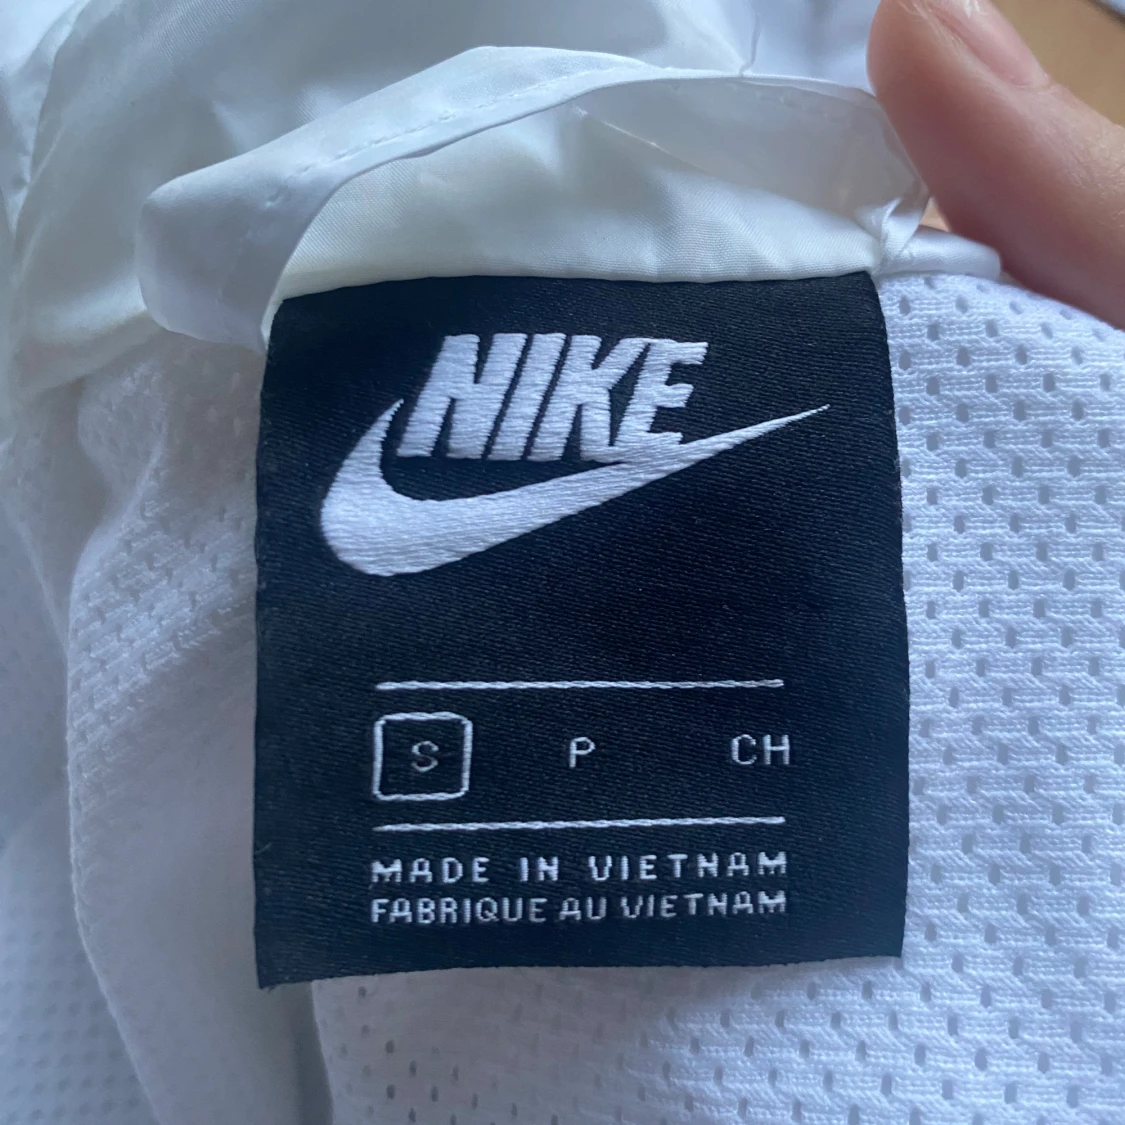 NIKE
S P CH
MADE IN VIETNAM
FABRIQUE AU VIETNAM